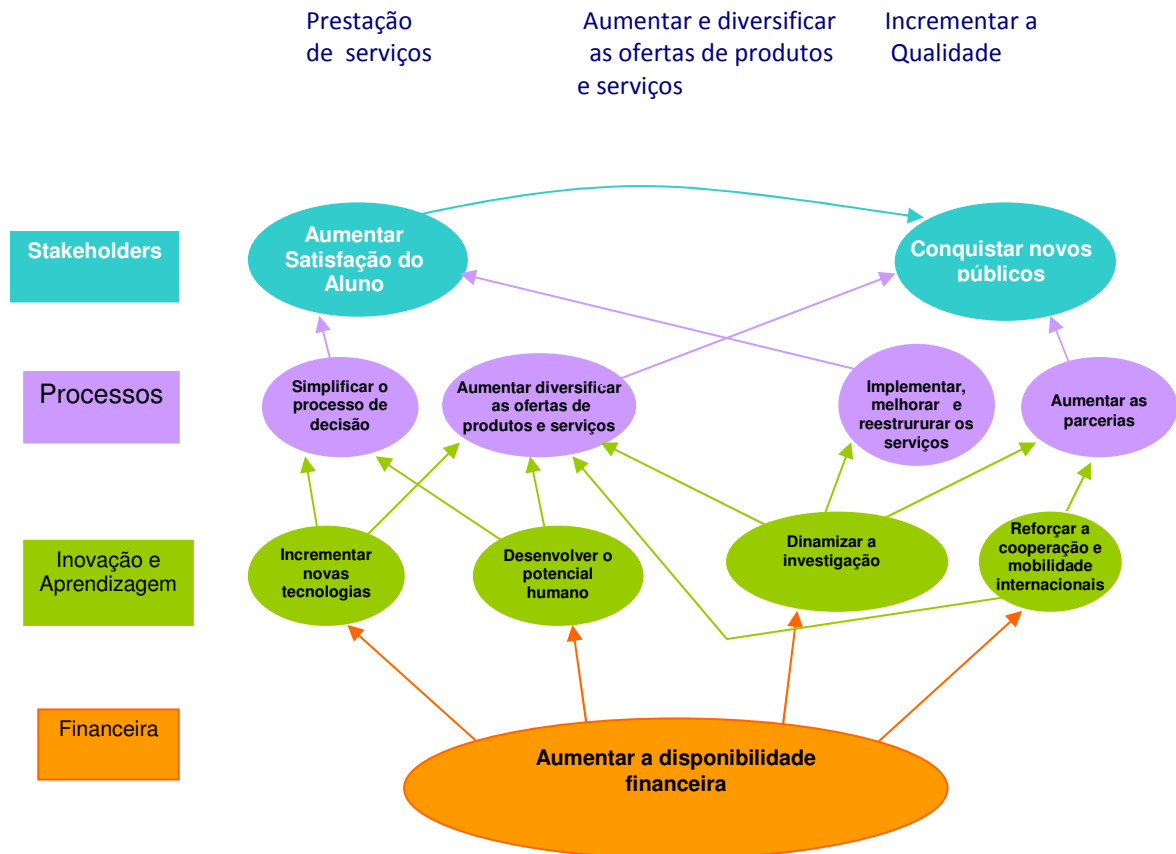 Prestação
de serviços
Aumentar e diversificar
as ofertas de produtos
e serviços
Incrementar a
Qualidade
Stakeholders
Aumentar
Satisfação do
Aluno
Conquistar novos
públicos
Processos
Simplificar o
processo de
decisão
Aumentar diversificar
as ofertas de
produtos e serviços
Implementar,
melhorar e
reestrururar os
serviços
Aumentar as
parcerias
Inovação e
Aprendizagem
Incrementar
novas
tecnologias
Desenvolver o
potencial
humano
Dinamizar a
investigação
Reforçar a
cooperação e
mobilidade
internacionais
Financeira
Aumentar a disponibilidade
financeira